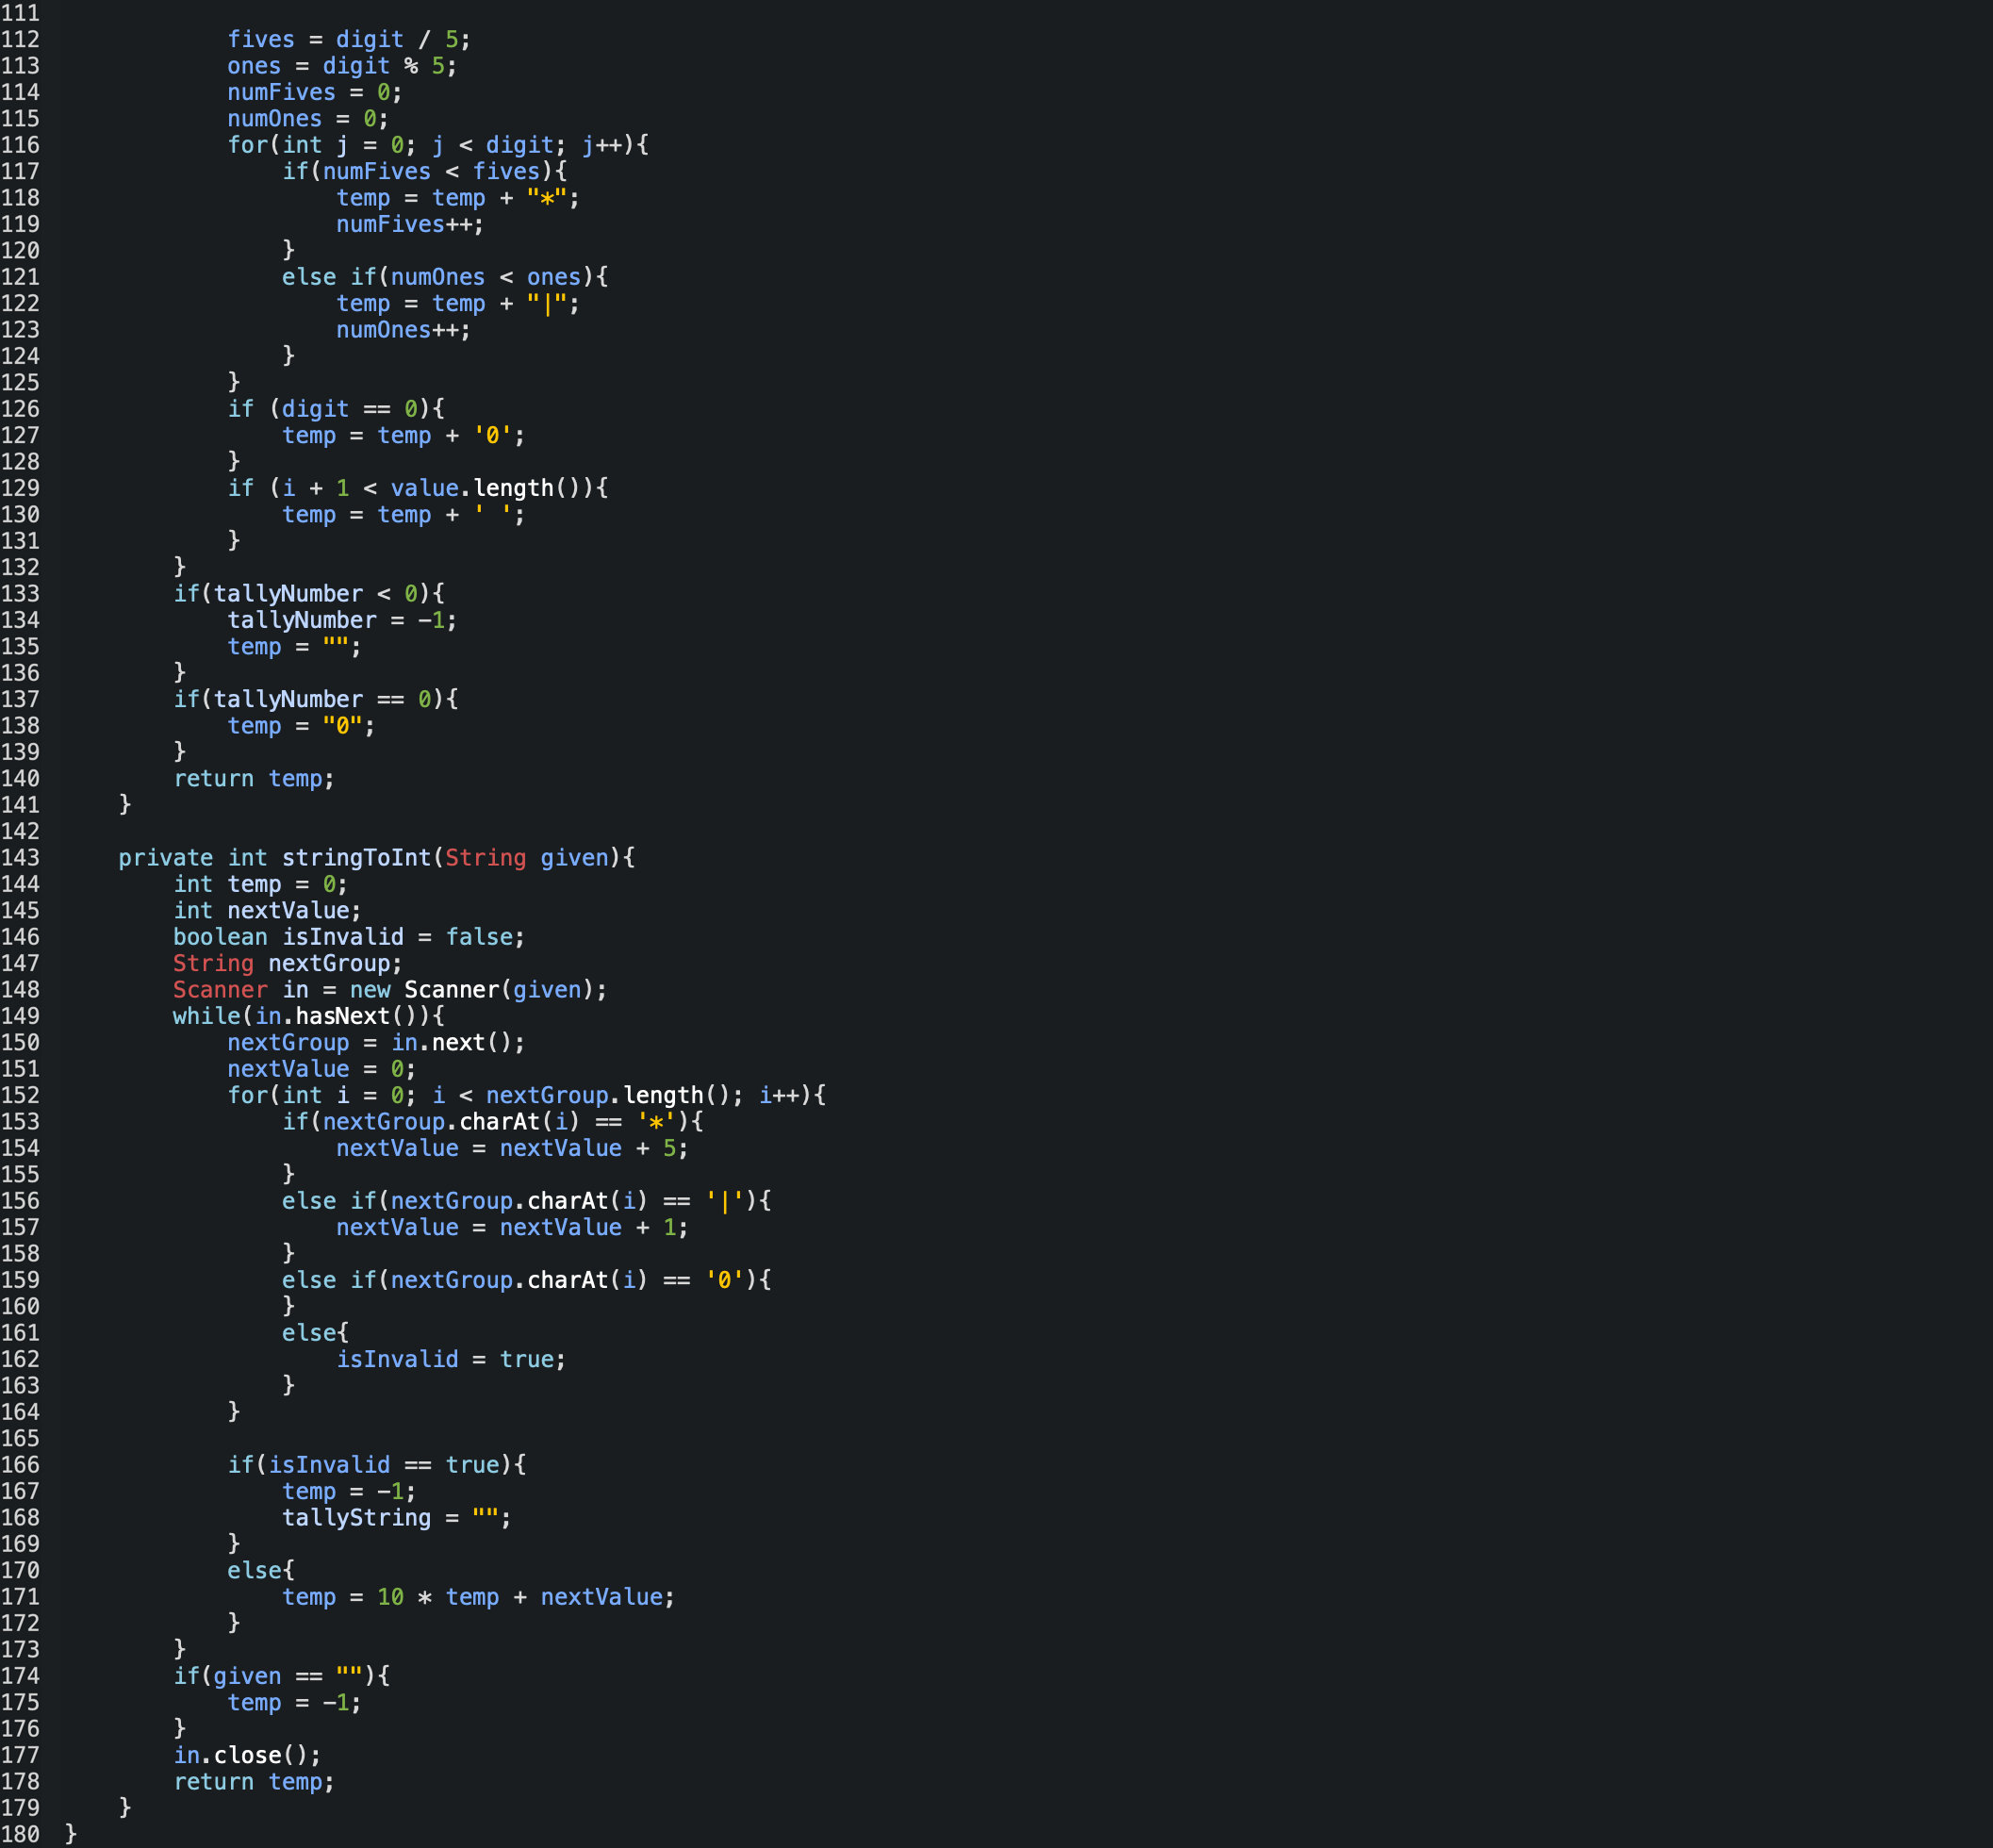 111
112             fives = digit / 5;
113             ones = digit % 5;
114             numFives = 0;
115             numOnes = 0;
116             for(int j = 0; j < digit; j++){
117                 if(numFives < fives){
118                     temp = temp + "*";
119                     numFives++;
120                 }
121                 else if(numOnes < ones){
122                     temp = temp + "|";
123                     numOnes++;
124                 }
125             }
126             if (digit == 0){
127                 temp = temp + '0';
128             }
129             if (i + 1 < value.length()){
130                 temp = temp + ' ';
131             }
132         }
133         if(tallyNumber < 0){
134             tallyNumber = -1;
135             temp = "";
136         }
137         if(tallyNumber == 0){
138             temp = "0";
139         }
140         return temp;
141     }
142
143     private int stringToInt(String given){
144         int temp = 0;
145         int nextValue;
146         boolean isInvalid = false;
147         String nextGroup;
148         Scanner in = new Scanner(given);
149         while(in.hasNext()){
150             nextGroup = in.next();
151             nextValue = 0;
152             for(int i = 0; i < nextGroup.length(); i++){
153                 if(nextGroup.charAt(i) == '*'){
154                     nextValue = nextValue + 5;
155                 }
156                 else if(nextGroup.charAt(i) == '|'){
157                     nextValue = nextValue + 1;
158                 }
159                 else if(nextGroup.charAt(i) == '0'){
160                 }
161                 else{
162                     isInvalid = true;
163                 }
164             }
165
166             if(isInvalid == true){
167                 temp = -1;
168                 tallyString = "";
169             }
170             else{
171                 temp = 10 * temp + nextValue;
172             }
173         }
174         if(given == ""){
175             temp = -1;
176         }
177         in.close();
178         return temp;
179     }
180 }